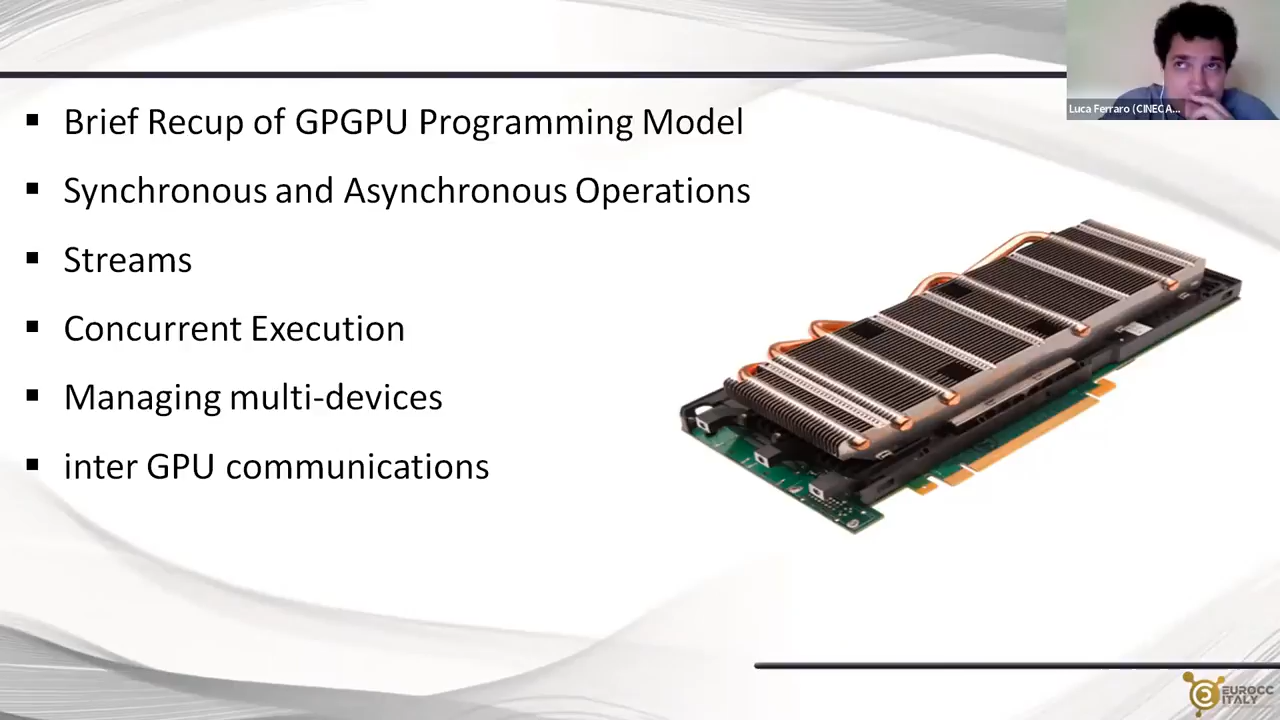 Luca Ferraro (CINECA...
Brief Recup of GPGPU Programming Model
Synchronous and Asynchronous Operations
Streams
Concurrent Execution
Managing multi-devices
inter GPU communications
EUROCC
ITALY